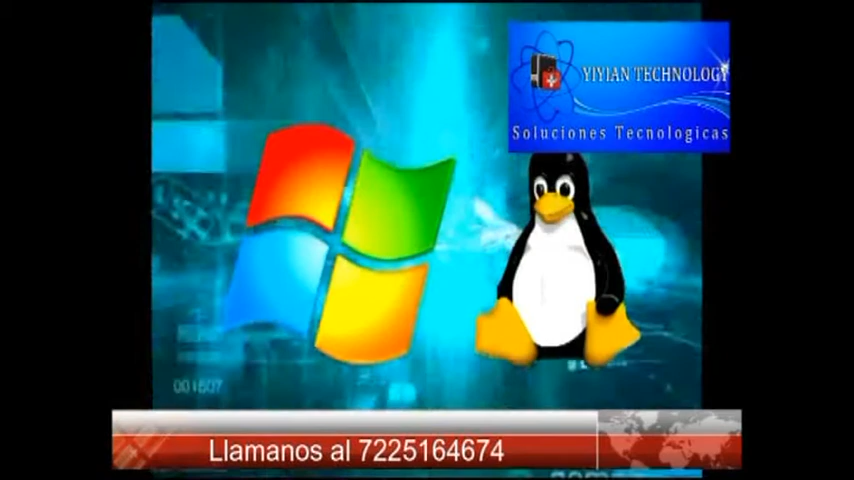 YIYIAN TECHNOLOGY
Soluciones Tecnologicas
001607
Llamanos al 7225164674